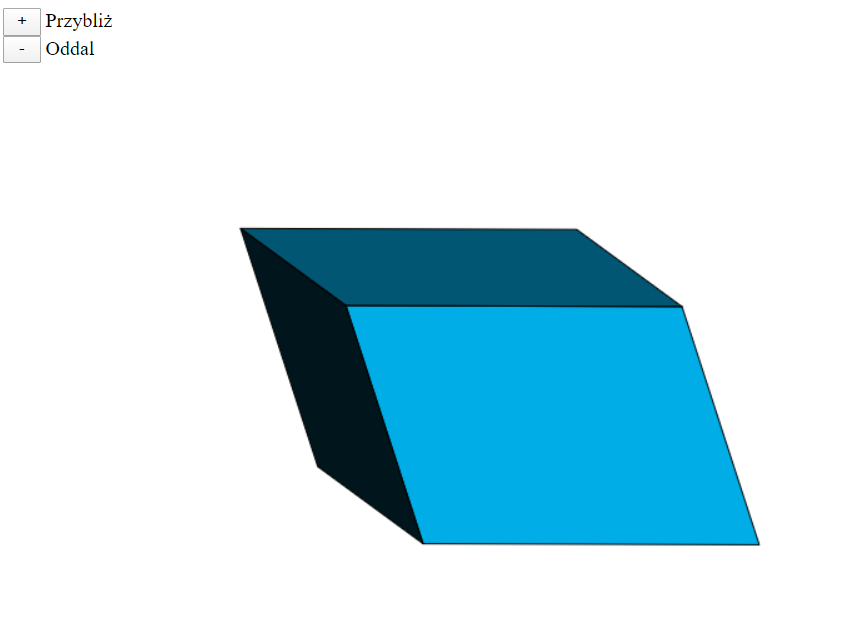 + Przybliż
- Oddal